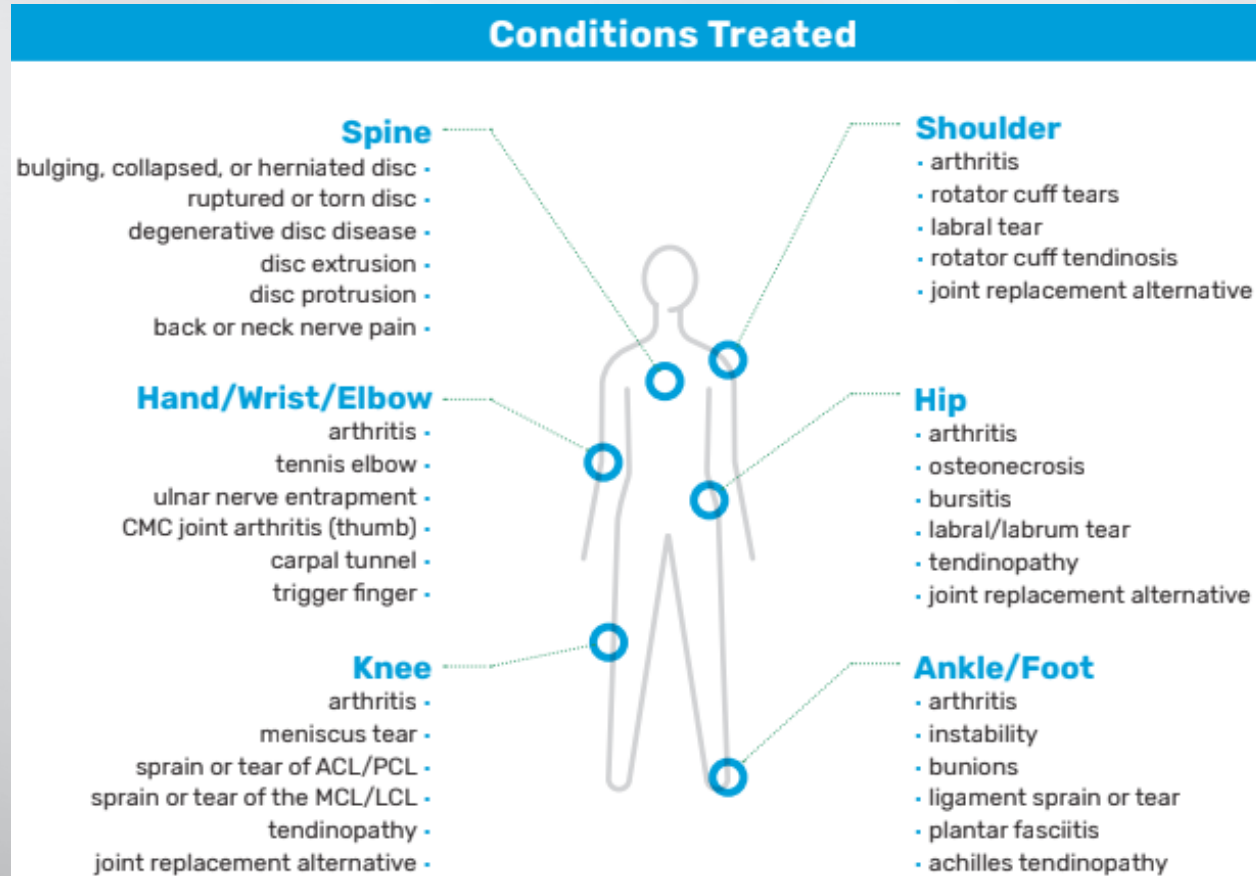 Conditions Treated
Spine
bulging, collapsed, or herniated disc
ruptured or torn disc
degenerative disc disease
disc extrusion
disc protrusion
back or neck nerve pain
Hand/Wrist/Elbow
arthritis
tennis elbow
ulnar nerve entrapment
CMC joint arthritis (thumb)
carpal tunnel
trigger finger
Knee
arthritis
meniscus tear
sprain or tear of ACL/PCL
sprain or tear of the MCL/LCL
tendinopathy
joint replacement alternative
Shoulder
arthritis
rotator cuff tears
labral tear
rotator cuff tendinosis
joint replacement alternative
Hip
arthritis
osteonecrosis
bursitis
labral/labrum tear
tendinopathy
joint replacement alternative
Ankle/Foot
arthritis
instability
bunions
ligament sprain or tear
plantar fasciitis
achilles tendinopathy